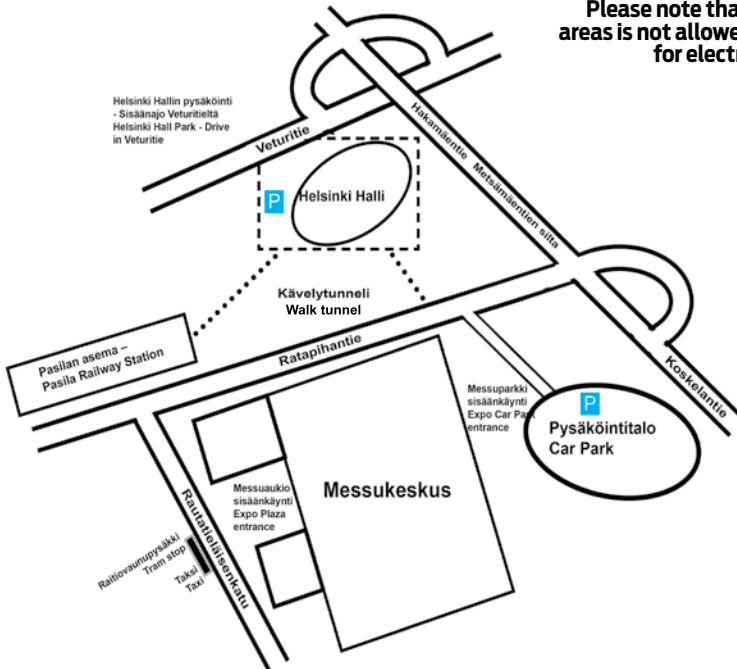 Please note tha
areas is not allowe
for electr
Helsinki Hallin pysäköinti
- Sisäänajo Veturitieltä
Helsinki Hall Park - Drive
in Veturitie
Veturitie
Hakamäentie Metsämäentien silta
P
Helsinki Halli
Kävelytunneli
Walk tunnel
Pasilan asema –
Pasila Railway Station
Ratapihantie
Koskelantie
Messuparkki
sisäänkäynti
Expo Car Park
entrance
P
Pysäköintitalo
Car Park
Messuaukio
sisäänkäynti
Expo Plaza
entrance
Messukeskus
Rautatieläisenkatu
Raitiovaunupysäkki
Tram stop
Taksi
Taxi